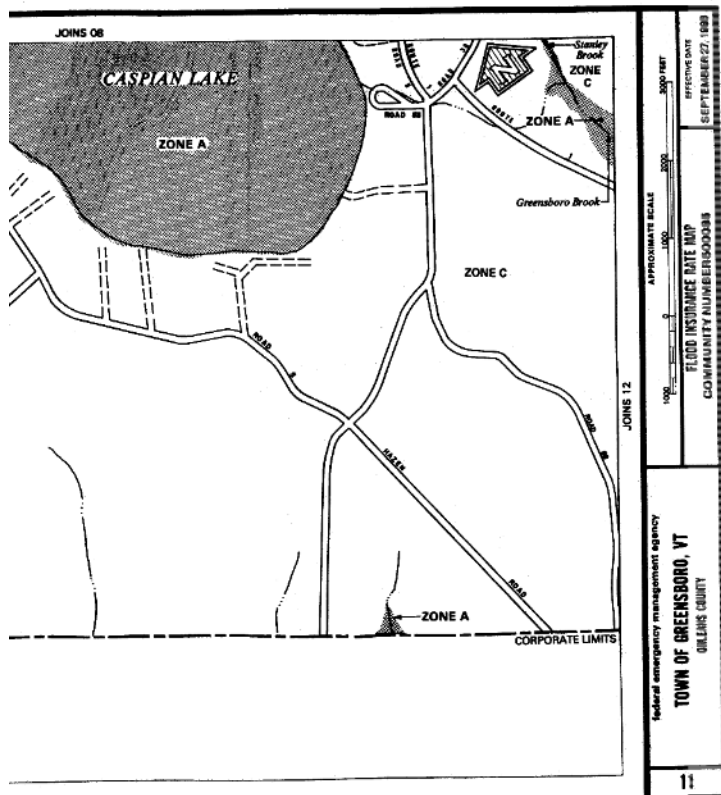 JOINS 08
CASPIAN LAKE
ZONE A
ROAD
ROUTE
Stanley
Brook
ZONE
C
ZONE A
Greensboro Brook
ZONE C
ROAD
HAZEN
ROAD
ROAD
ZONE A
CORPORATE LIMITS
JOINS 12
APPROXIMATE SCALE
1000
0
1000
2000
3000 FEET
EFFECTIVE DATE
FLOOD INSURANCE RATE MAP
federal emergency management agency
TOWN OF GREENSBORO, VT
ORLEANS COUNTY
11